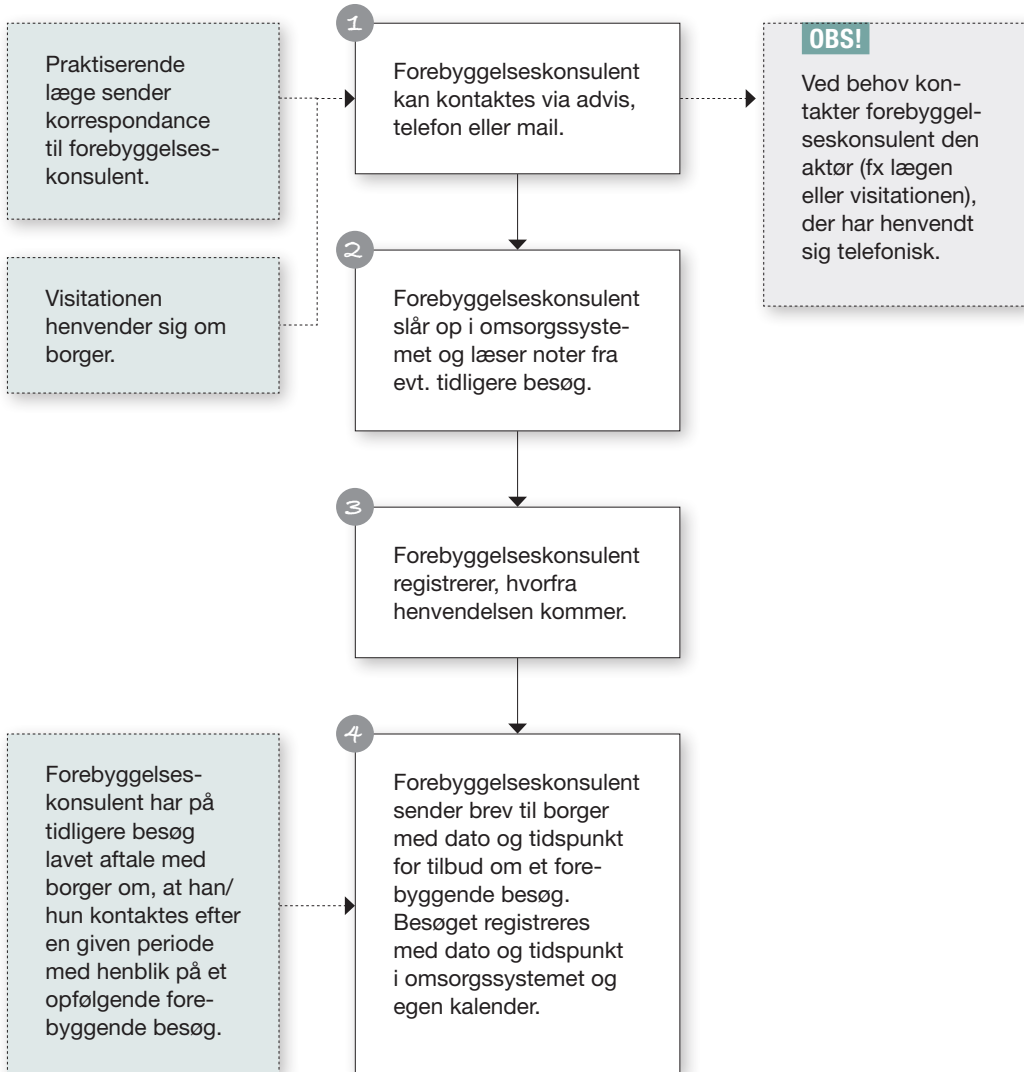 Praktiserende
læge sender
korrespondance
til forebyggelses-
konsulent.
Visitationen
henvender sig om
borger.
1
Forebyggelseskonsulent
kan kontaktes via advis,
telefon eller mail.
OBS!
Ved behov kon-
takter forebyggel-
seskonsulent den
aktør (fx lægen
eller visitationen),
der har henvendt
sig telefonisk.
2
Forebyggelseskonsulent
slår op i omsorgssyste-
met og læser noter fra
evt. tidligere besøg.
3
Forebyggelseskonsulent
registrerer, hvorfra
henvendelsen kommer.
Forebyggelses-
konsulent har på
tidligere besøg
lavet aftale med
borger om, at han/
hun kontaktes efter
en given periode
med henblik på et
opfølgende fore-
byggende besøg.
4
Forebyggelseskonsulent
sender brev til borger
med dato og tidspunkt
for tilbud om et fore-
byggende besøg.
Besøget registreres
med dato og tidspunkt
i omsorgssystemet og
egen kalender.